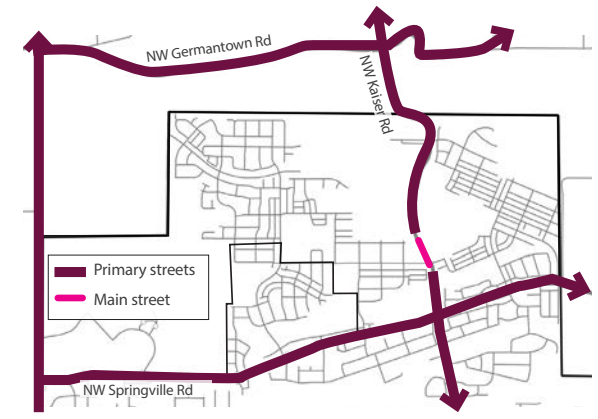 NW Germantown Rd
NW Kaiser Rd
Primary streets
Main street
NW Springville Rd